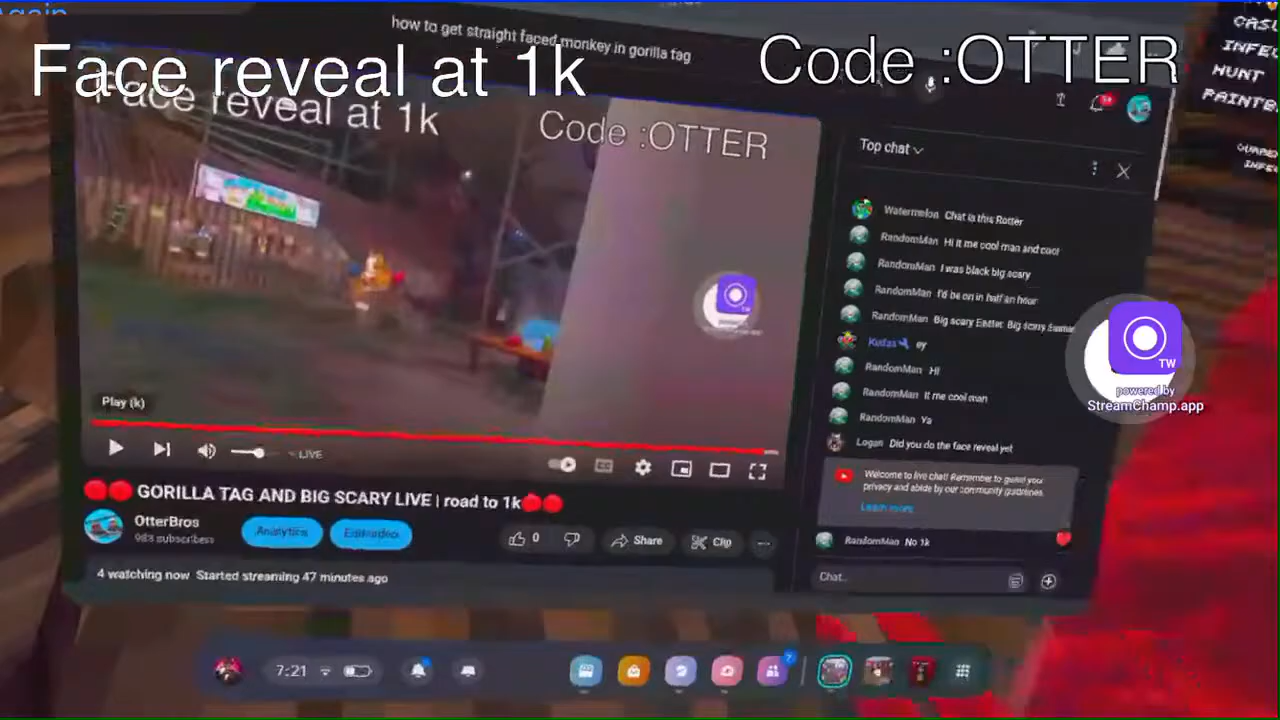 Again
how to get straight faced monkey in gorilla tag
Face reveal at 1k
Code :OTTER
Face reveal at 1k
Code :OTTER
HUNT
Top chat
Watermelon Chat is this Rotter
RandomMan Hi it me cool man and cool
RandomMan I was black big scary
RandomMan I'd be on in half an hour
RandomMan Big scary Easter. Big scary
Kudas ey
RandomMan Hi
RandomMan It me cool man
RandomMan Ya
Logan Did you do the face reveal yet
Welcome to live chat! Remember to guard your
privacy and abide by our community guidelines.
Learn more
RandomMan No 1k
Chat...
TW
powered by
StreamChamp.app
Play (k)
LIVE
GORILLA TAG AND BIG SCARY LIVE | road to 1k
OtterBros
983 subscribers
Analytics
Edit video
0
Share
Clip
4 watching now Started streaming 47 minutes ago
7:21
7